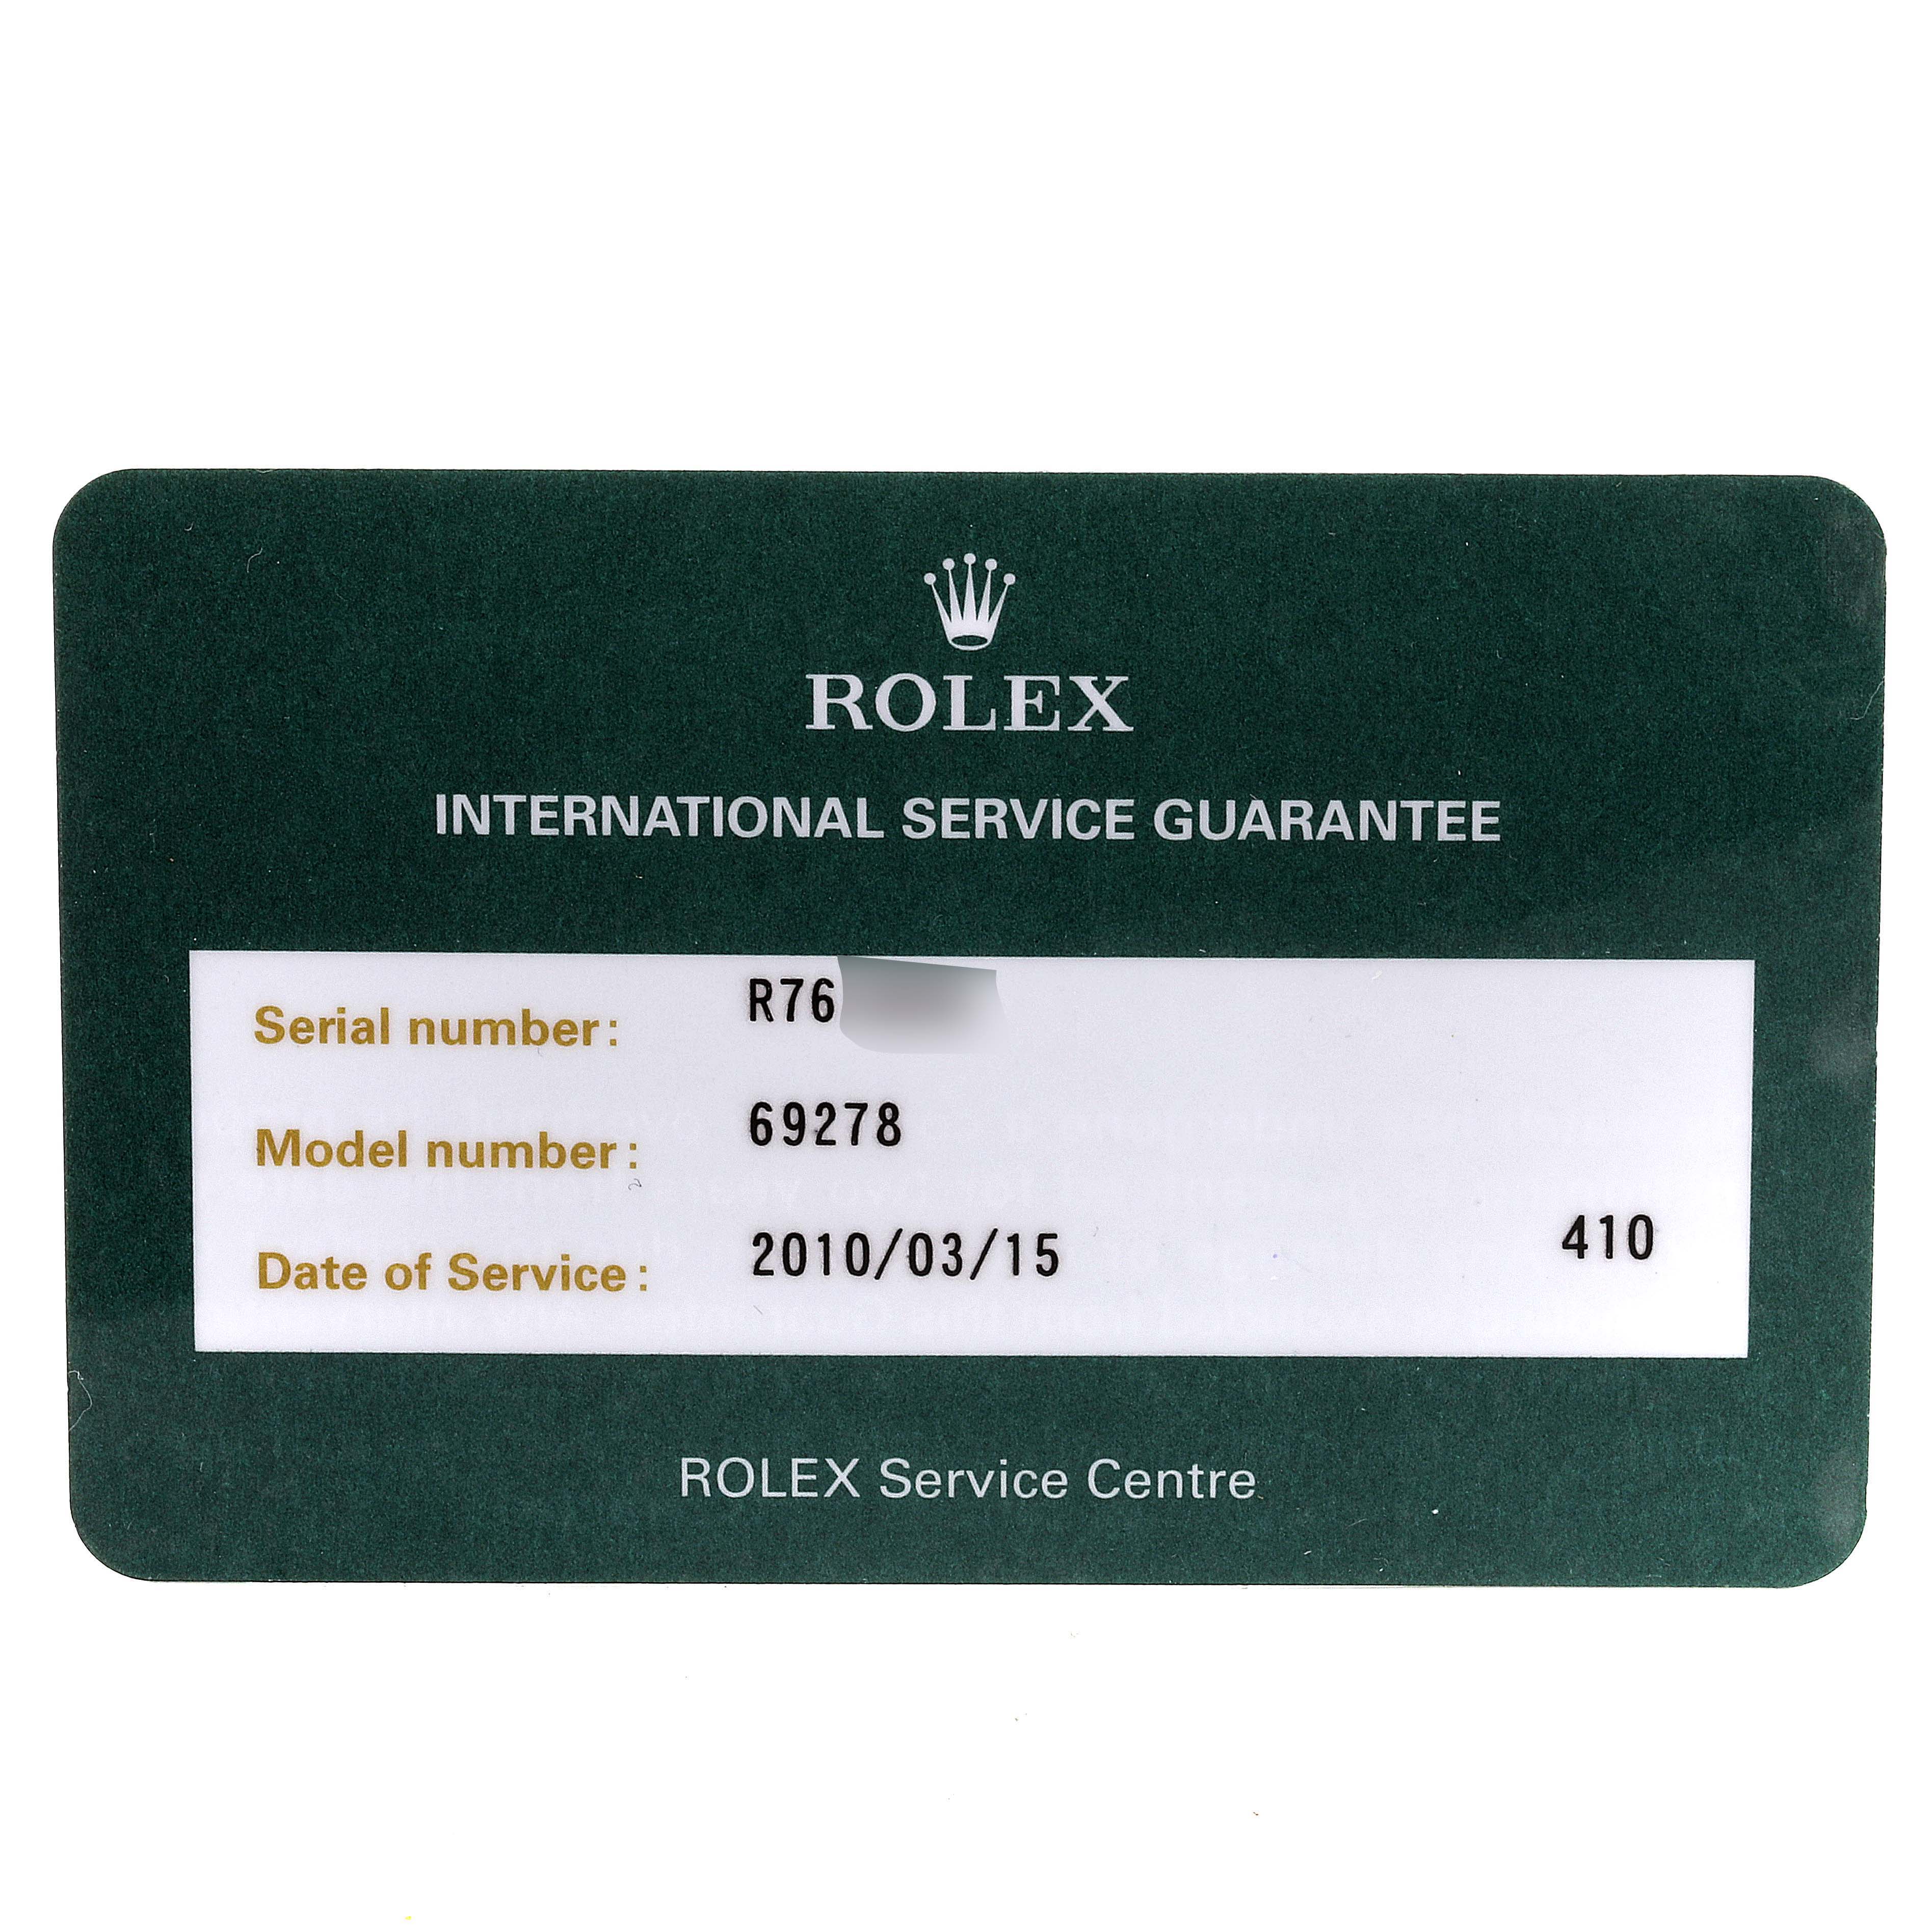 ROLEX
INTERNATIONAL SERVICE GUARANTEE
Serial number: R76
Model number: 69278
Date of Service: 2010/03/15 410
ROLEX Service Centre